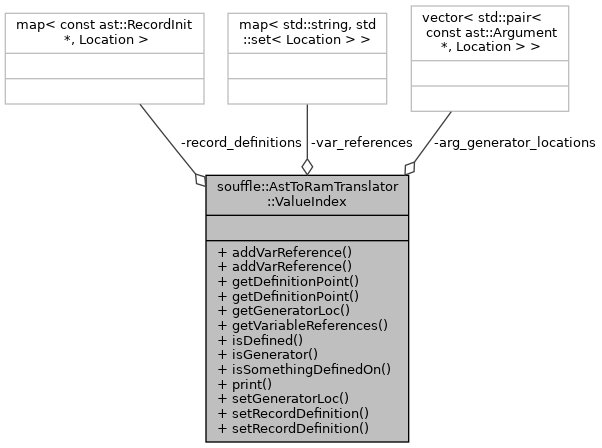 map< const ast::RecordInit
*, Location >
map< std::string, std
::set< Location > >
vector< std::pair<
const ast::Argument
*, Location > >
-record_definitions
-var_references
-arg_generator_locations
souffle::AstToRamTranslator
::ValueIndex
+ addVarReference()
+ addVarReference()
+ getDefinitionPoint()
+ getDefinitionPoint()
+ getGeneratorLoc()
+ getVariableReferences()
+ isDefined()
+ isGenerator()
+ isSomethingDefinedOn()
+ print()
+ setGeneratorLoc()
+ setRecordDefinition()
+ setRecordDefinition()